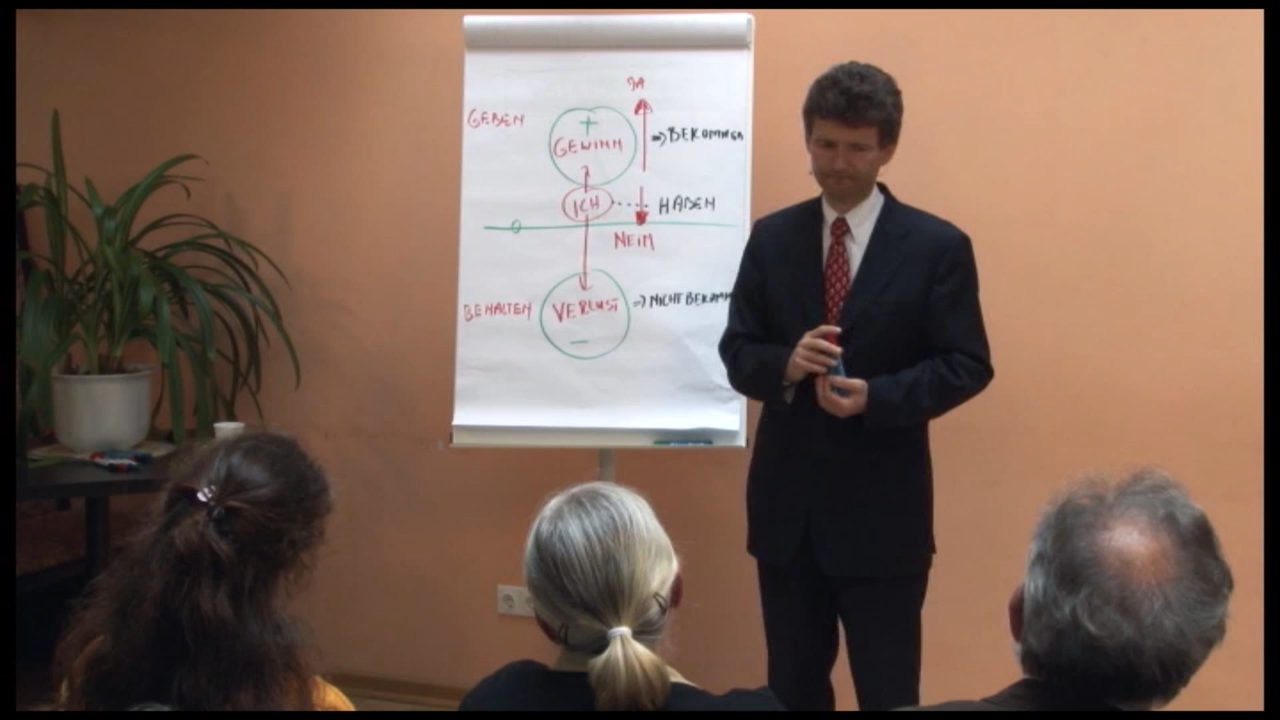 JA
GEBEN
+
GEWINN
=> BEKOMMEN
ICH
..... HABEN
0
NEIN
BEHALTEN
VERLUST
=> NICHT BEKOMM
−